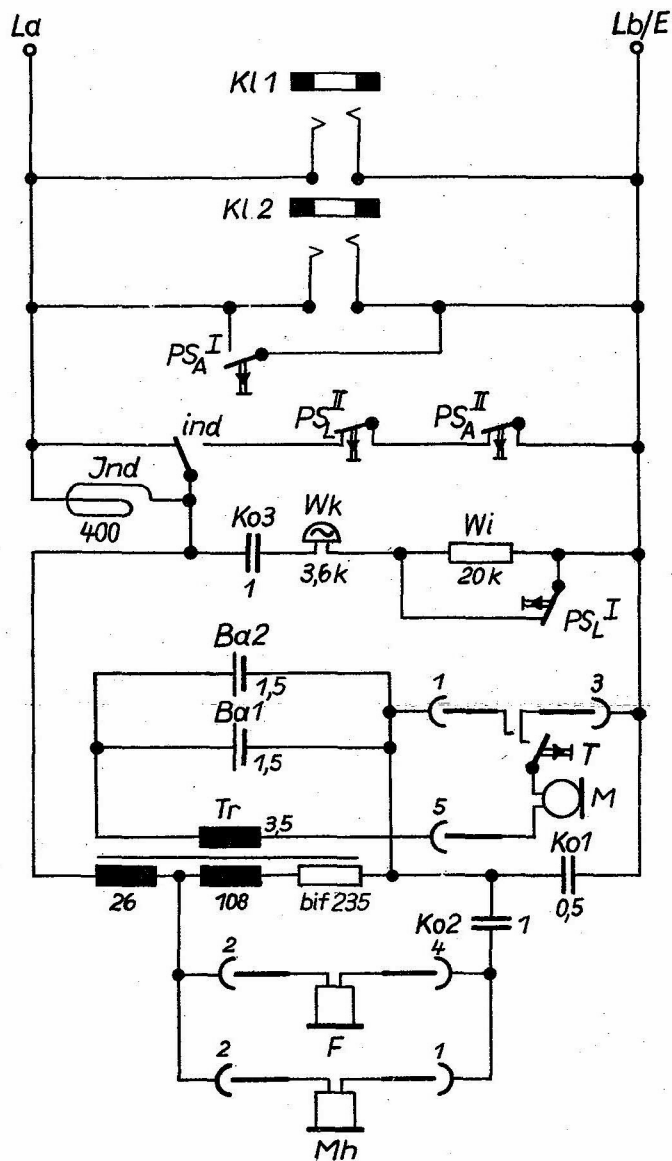 La Lb/E
Kl 1
Kl.2
PS_A^I
ind
PS_L^II PS_A^II
Jnd
400
Ko3 Wk Wi
1 3,6k 20k
PS_L^I
Ba2
1,5
Ba1
1,5
1 3
T
M
Tr 3,5
5
Ko1
0,5
26 108 bif 235
Ko2 1
2 4
F
2 1
Mh